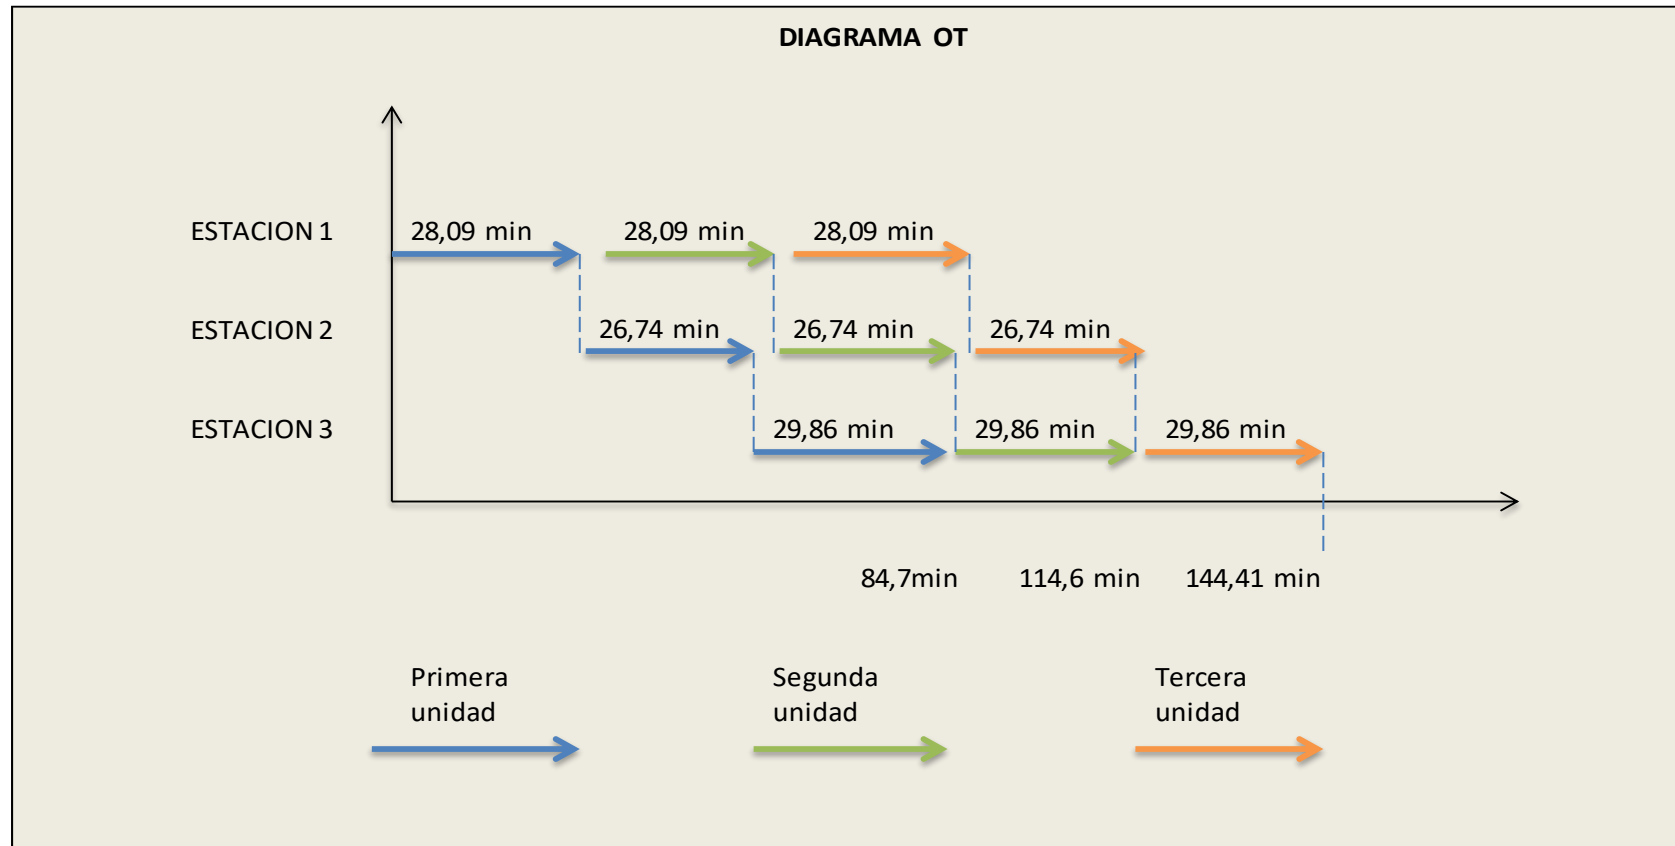 DIAGRAMA OT
ESTACION 1 28,09 min 28,09 min 28,09 min
ESTACION 2 26,74 min 26,74 min 26,74 min
ESTACION 3 29,86 min 29,86 min 29,86 min
84,7min 114,6 min 144,41 min
Primera Segunda Tercera
unidad unidad unidad